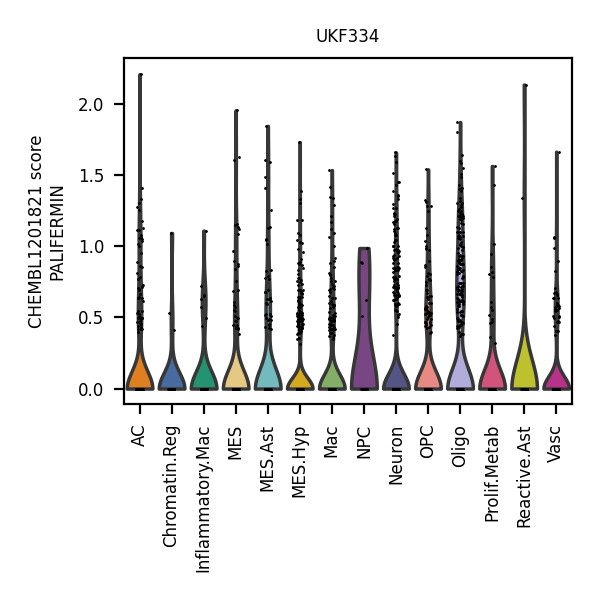 UKF334
CHEMBL1201821 score
PALIFERMIN
2.0
1.5
1.0
0.5
0.0
AC
Chromatin.Reg
Inflammatory.Mac
MES
MES.Ast
MES.Hyp
Mac
NPC
Neuron
OPC
Oligo
Prolif.Metab
Reactive.Ast
Vasc